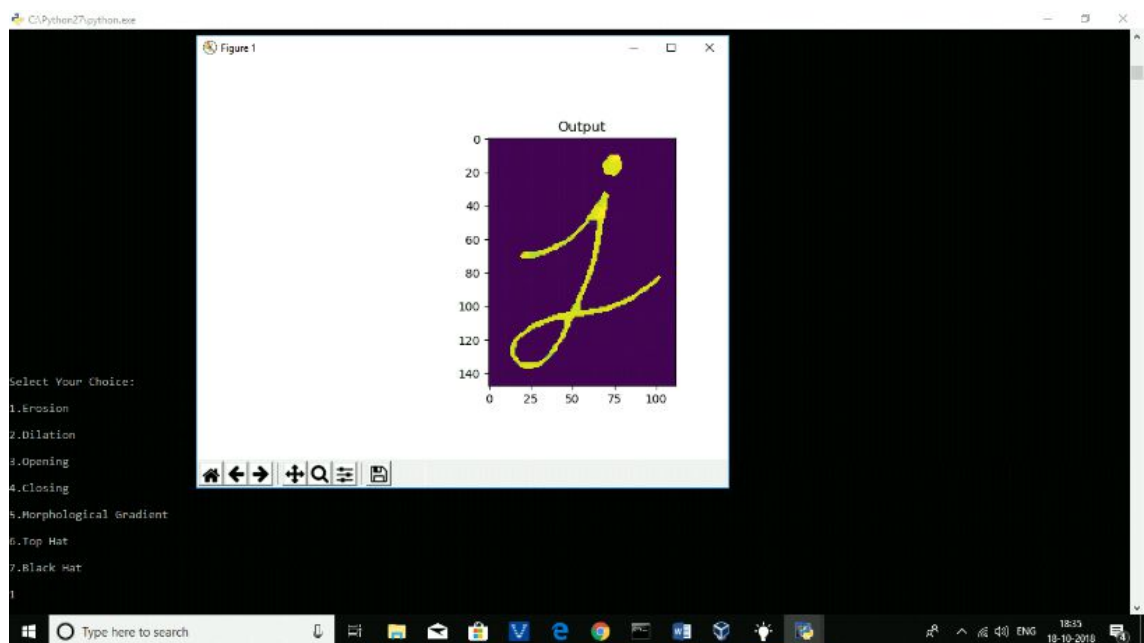 C:\Python27\python.exe
Figure 1
Output
0
20
40
60
80
100
120
140
0 25 50 75 100
Select Your Choice:
1.Erosion
2.Dilation
3.Opening
4.Closing
5.Morphological Gradient
6.Top Hat
7.Black Hat
1
Type here to search
ENG
18:35
18-10-2018